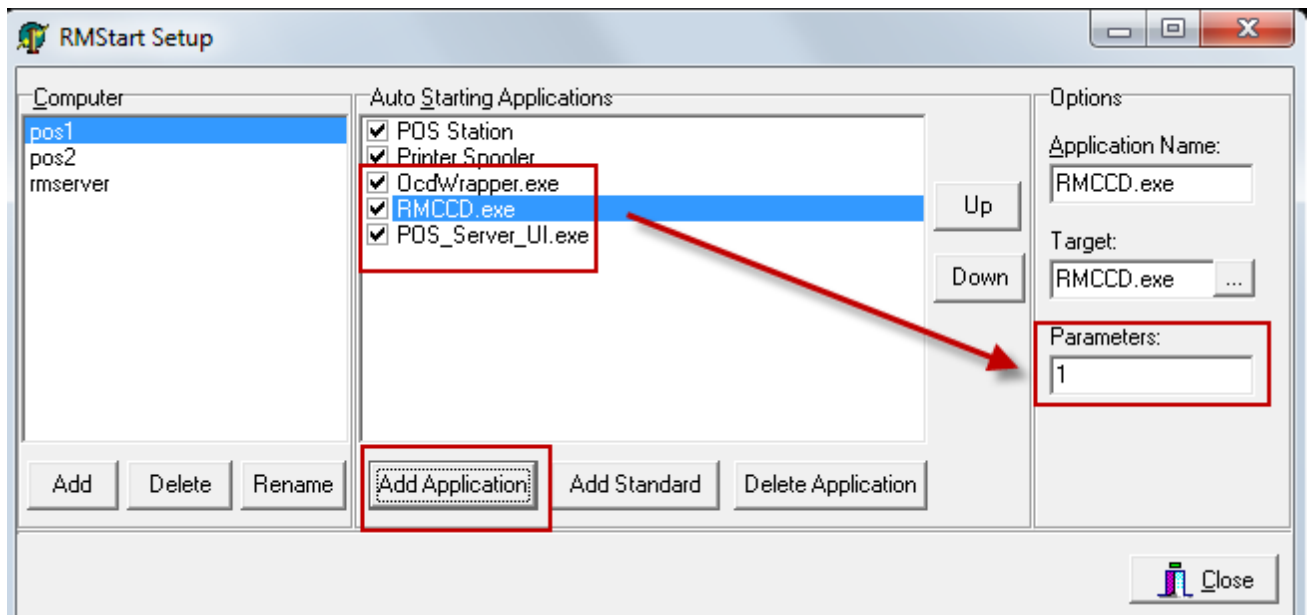 RMStart Setup
Computer
pos1
pos2
rmserver
Add
Delete
Rename
Auto Starting Applications
POS Station
Printer Spooler
OcdWrapper.exe
RMCCD.exe
POS_Server_UI.exe
Up
Down
Add Application
Add Standard
Delete Application
Options
Application Name:
RMCCD.exe
Target:
RMCCD.exe
...
Parameters:
1
Close